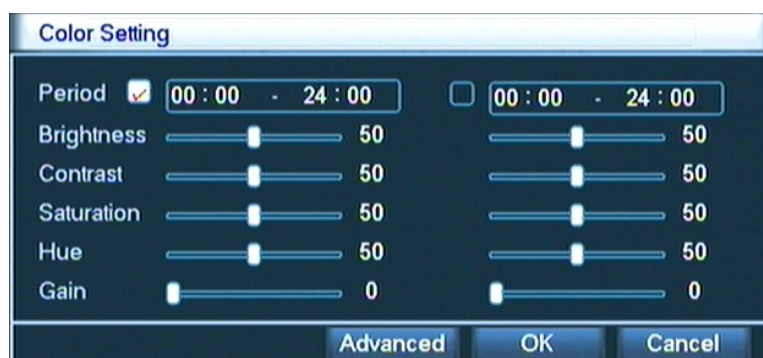 Color Setting
Period 00 : 00 - 24 : 00 00 : 00 - 24 : 00
Brightness 50 50
Contrast 50 50
Saturation 50 50
Hue 50 50
Gain 0 0
Advanced OK Cancel